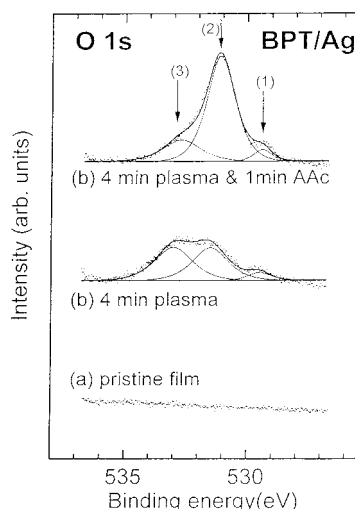 O 1s
(2)
BPT/Ag
(3)
(1)
(b) 4 min plasma & 1min AAc
(b) 4 min plasma
(a) pristine film
Intensity (arb. units)
535
530
Binding energy(eV)